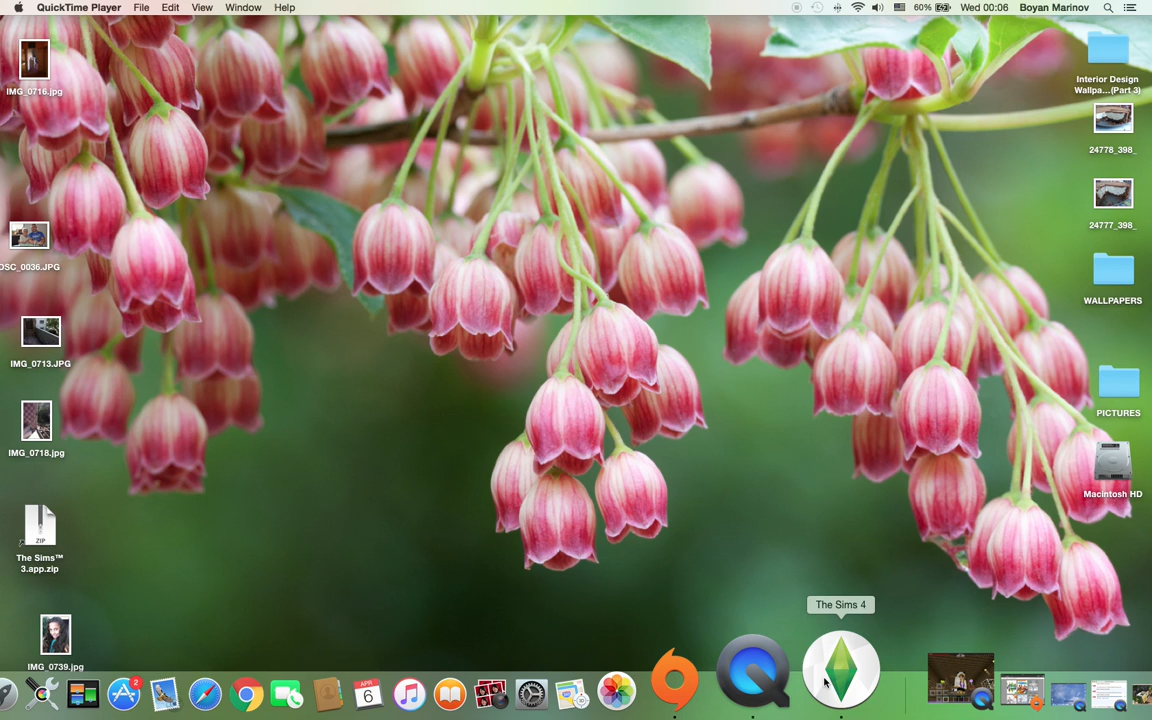 QuickTime Player File Edit View Window Help 60% Wed 00:06 Boyan Marinov
IMG_0716.jpg
DSC_0036.JPG
IMG_0713.JPG
IMG_0718.jpg
ZIP
The Sims™
3.app.zip
IMG_0739.jpg
Interior Design
Wallpa...(Part 3)
24778_398_
24777_398_
WALLPAPERS
PICTURES
Macintosh HD
The Sims 4
2
APR
6